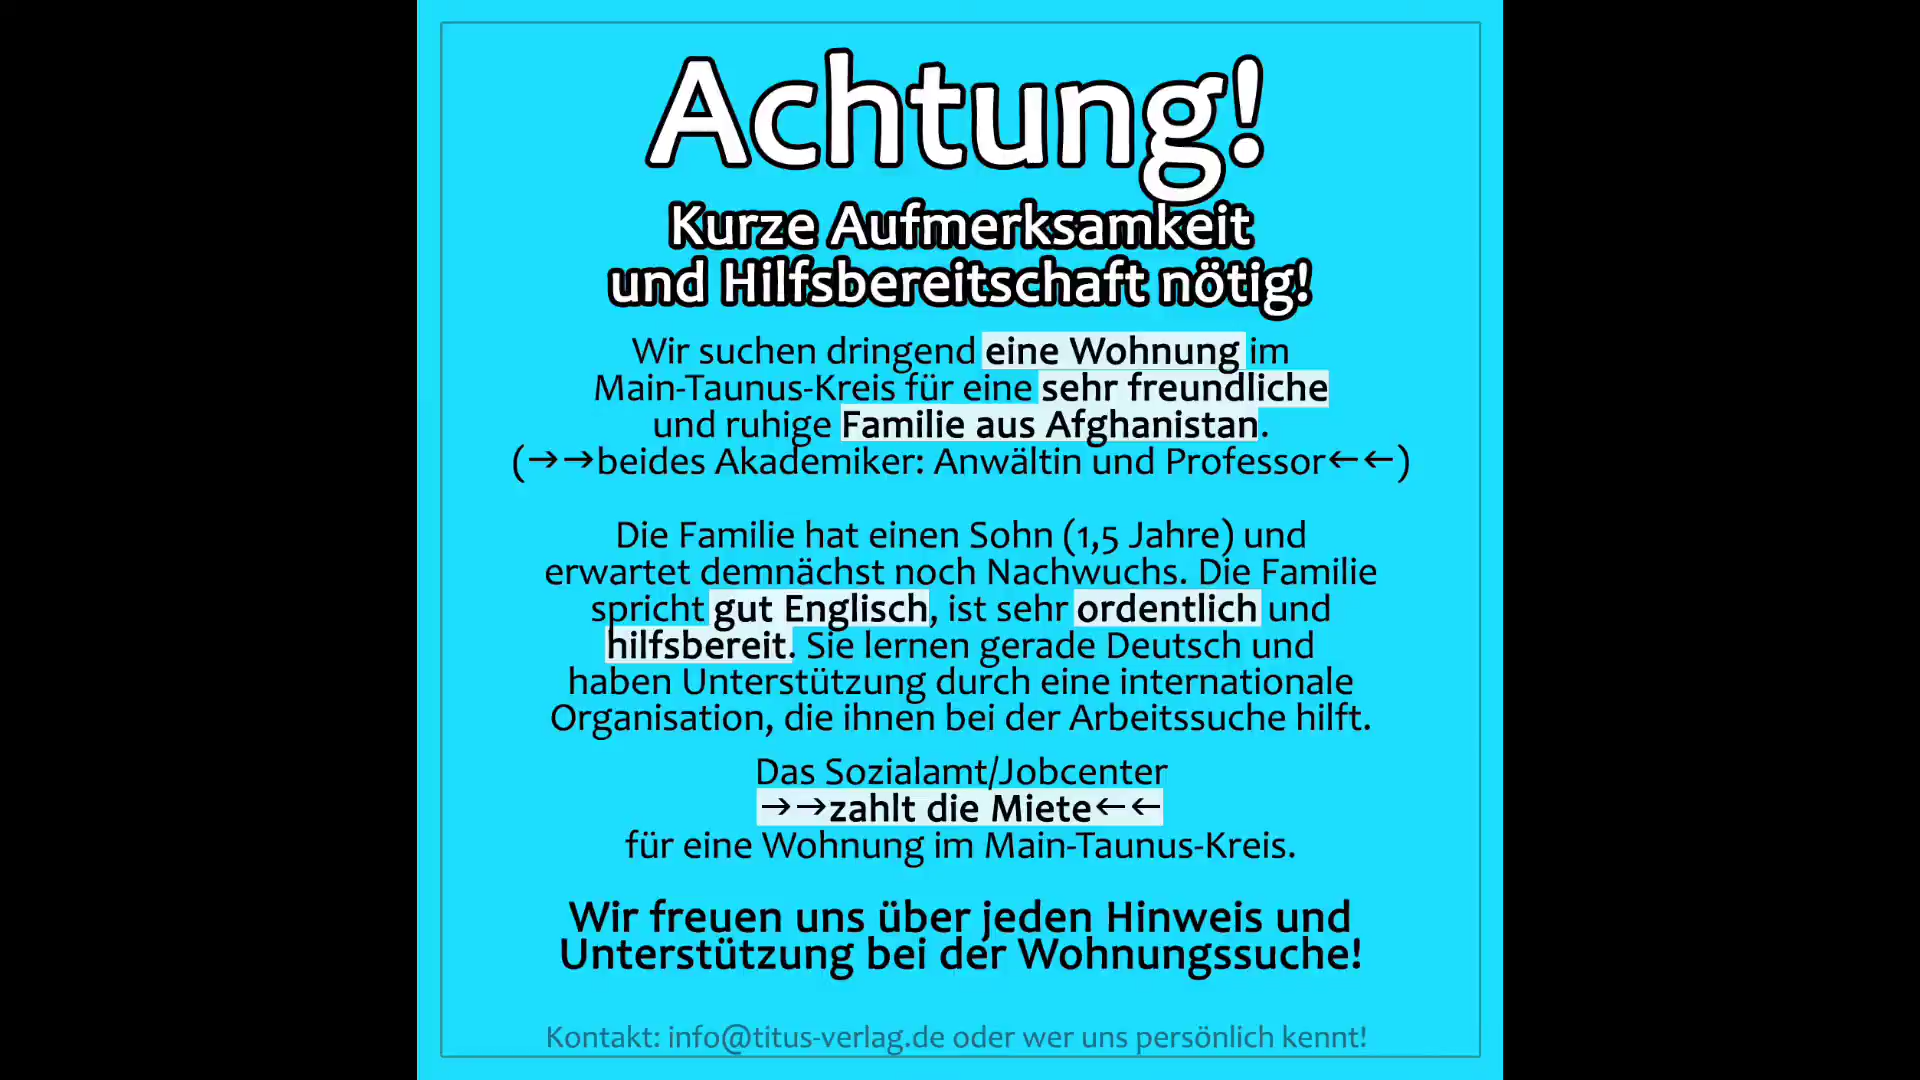 Achtung!
Kurze Aufmerksamkeit
und Hilfsbereitschaft nötig!
Wir suchen dringend eine Wohnung im
Main-Taunus-Kreis für eine sehr freundliche
und ruhige Familie aus Afghanistan.
(→→beides Akademiker: Anwältin und Professor←←)
Die Familie hat einen Sohn (1,5 Jahre) und
erwartet demnächst noch Nachwuchs. Die Familie
spricht gut Englisch, ist sehr ordentlich und
hilfsbereit. Sie lernen gerade Deutsch und
haben Unterstützung durch eine internationale
Organisation, die ihnen bei der Arbeitssuche hilft.
Das Sozialamt/Jobcenter
→→zahlt die Miete←←
für eine Wohnung im Main-Taunus-Kreis.
Wir freuen uns über jeden Hinweis und
Unterstützung bei der Wohnungssuche!
Kontakt: info@titus-verlag.de oder wer uns persönlich kennt!